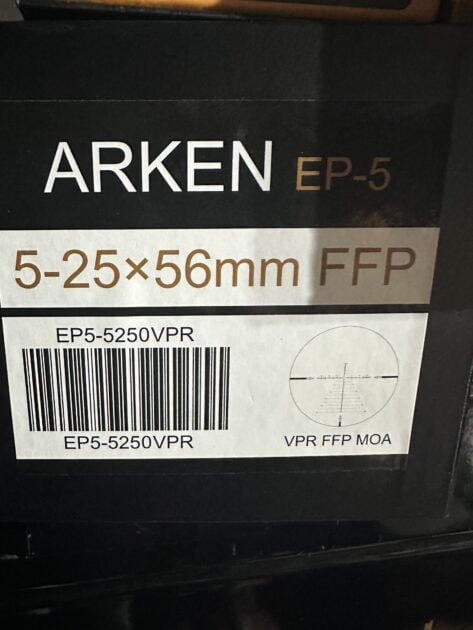 ARKEN EP-5
5-25×56mm FFP
EP5-5250VPR
EP5-5250VPR
VPR FFP MOA